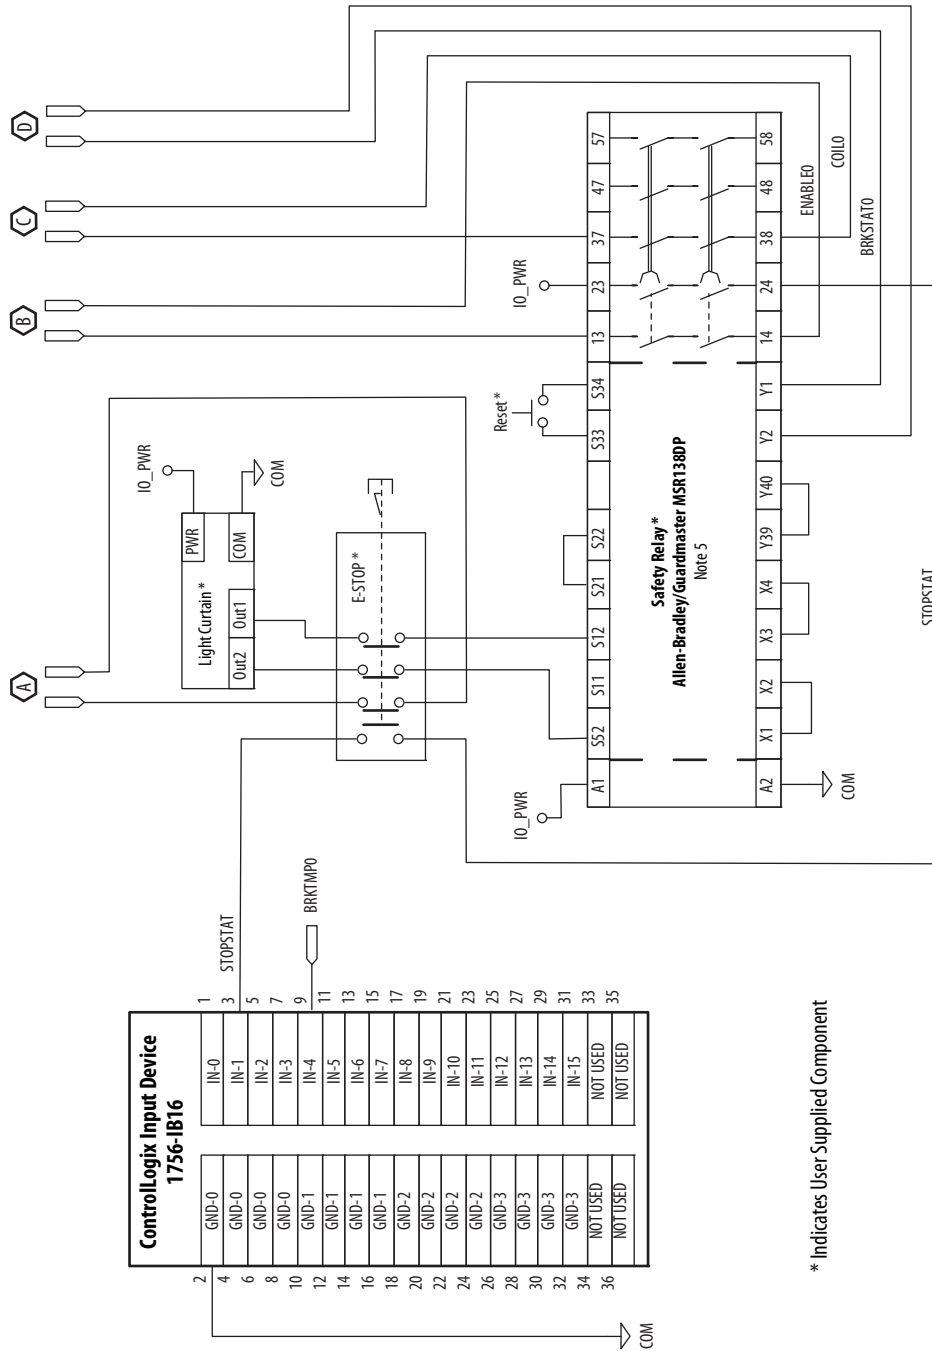 D
C
B
A
57
47
37
23
13
S34
S33
S22
S21
S12
S11
S52
A1
58
48
38
24
14
Y1
Y2
Y40
Y39
X4
X3
X2
X1
A2
ENABLE0
COIL0
BRKSTAT0
IO_PWR
Reset *
Safety Relay *
Allen-Bradley/Guardmaster MSR138DP
Note 5
IO_PWR
COM
IO_PWR
COM
PWR
COM
Light Curtain *
Out2
Out1
E-STOP *
STOPSTAT
STOPSTAT
BRKTMP0
ControlLogix Input Device
1756-IB16
2 GND-0 IN-0 1
4 GND-0 IN-1 3
6 GND-0 IN-2 5
8 GND-0 IN-3 7
10 GND-1 IN-4 9
12 GND-1 IN-5 11
14 GND-1 IN-6 13
16 GND-1 IN-7 15
18 GND-2 IN-8 17
20 GND-2 IN-9 19
22 GND-2 IN-10 21
24 GND-2 IN-11 23
26 GND-3 IN-12 25
28 GND-3 IN-13 27
30 GND-3 IN-14 29
32 GND-3 IN-15 31
34 NOT USED NOT USED 33
36 NOT USED NOT USED 35
COM
* Indicates User Supplied Component